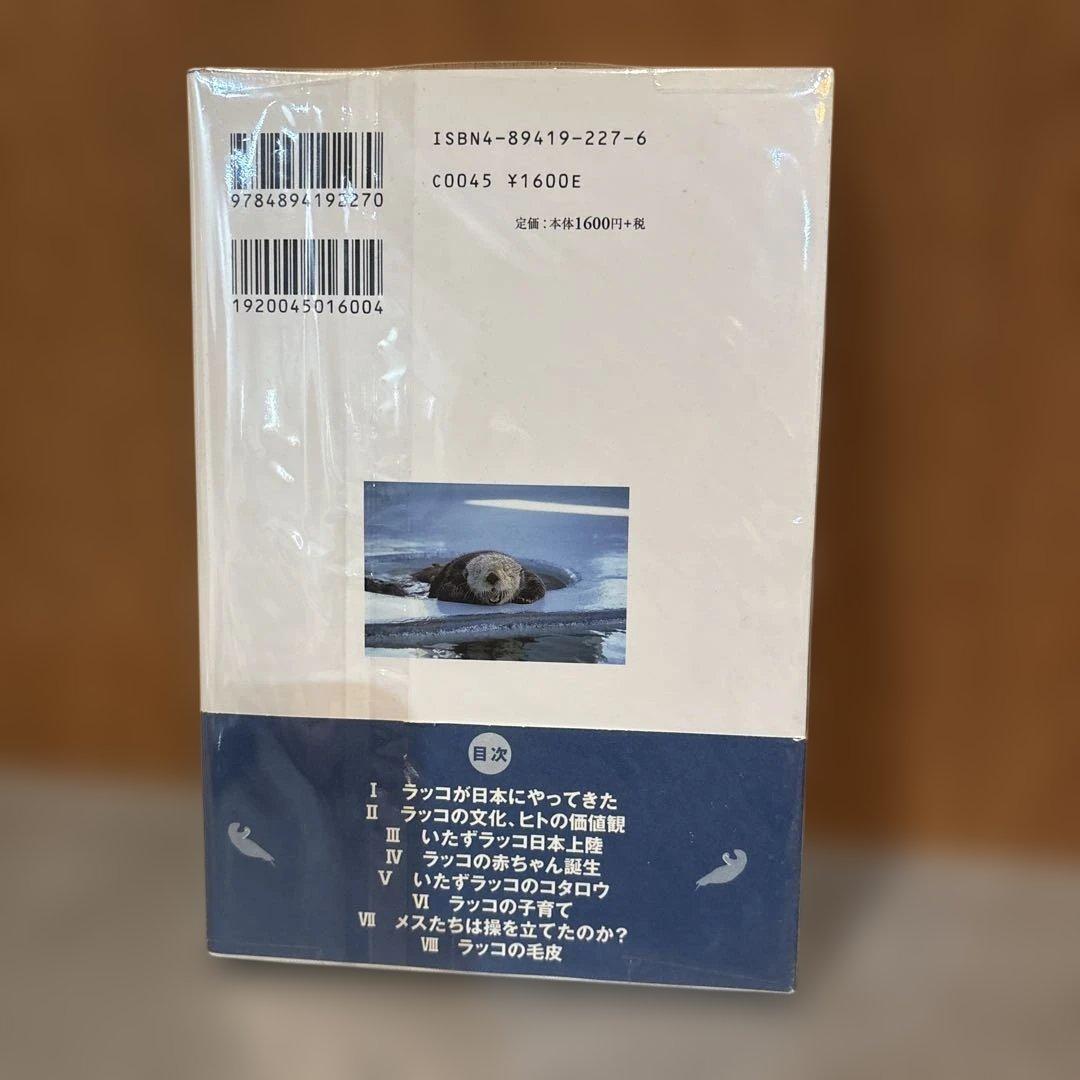 ISBN4-89419-227-6
9784894192270
C0045 ¥1600E
定価:本体1600円+税
1920045016004
目次
Ⅰ ラッコが日本にやってきた
Ⅱ ラッコの文化、ヒトの価値観
Ⅲ いたずラッコ日本上陸
Ⅳ ラッコの赤ちゃん誕生
Ⅴ いたずラッコのコタロウ
Ⅵ ラッコの子育て
Ⅶ メスたちは操を立てたのか?
Ⅷ ラッコの毛皮